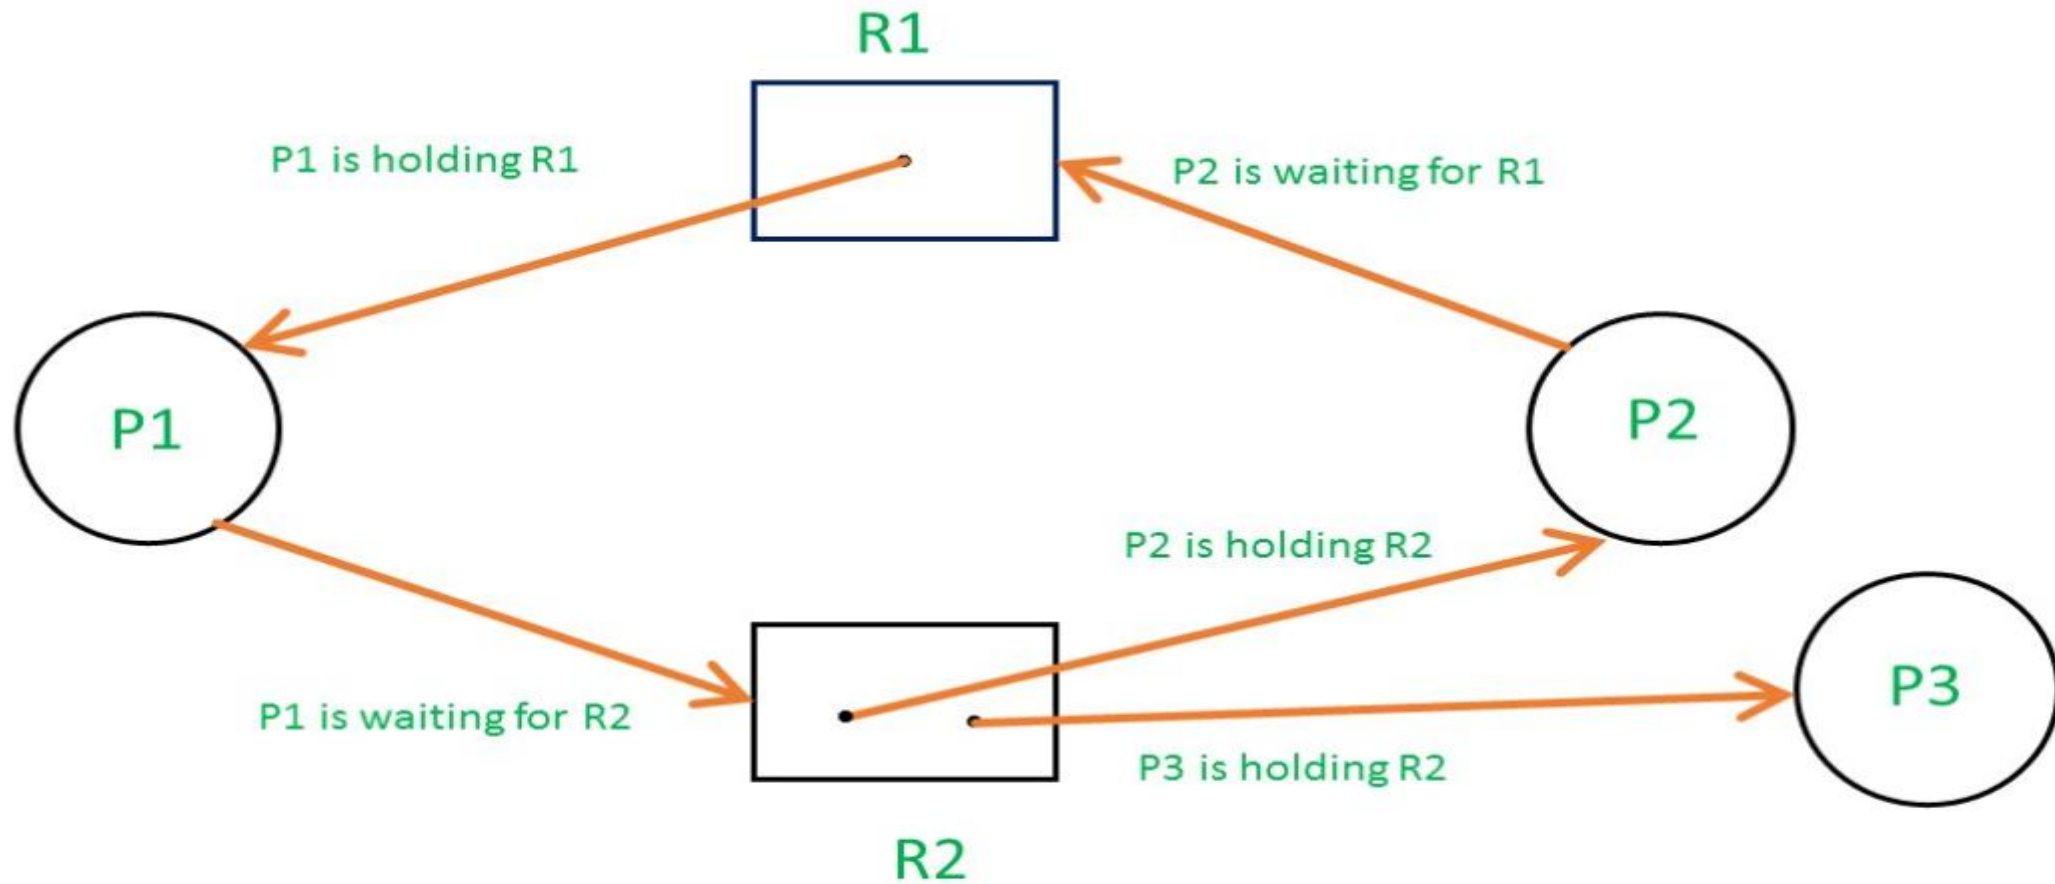 R1
P1 is holding R1
P2 is waiting for R1
P1
P2
P2 is holding R2
P3
P1 is waiting for R2
P3 is holding R2
R2